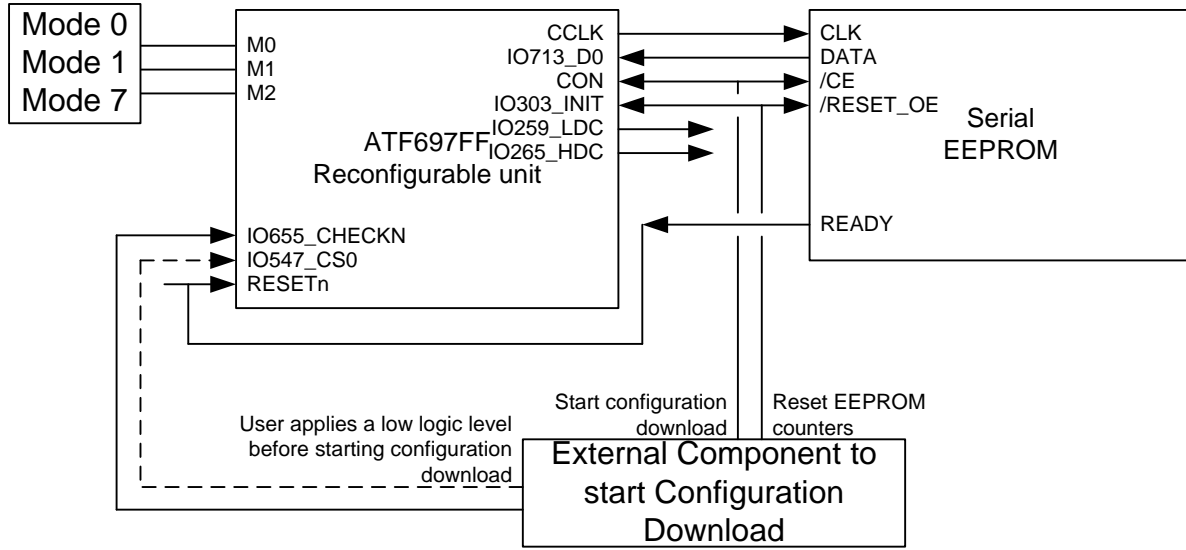 Mode 0
Mode 1
Mode 7
M0
M1
M2
CCLK
IO713_D0
CON
IO303_INIT
IO259_LDC
IO265_HDC
ATF697FF
Reconfigurable unit
IO655_CHECKN
IO547_CS0
RESETn
CLK
DATA
/CE
/RESET_OE
Serial
EEPROM
READY
User applies a low logic level
before starting configuration
download
Start configuration
download
Reset EEPROM
counters
External Component to
start Configuration
Download